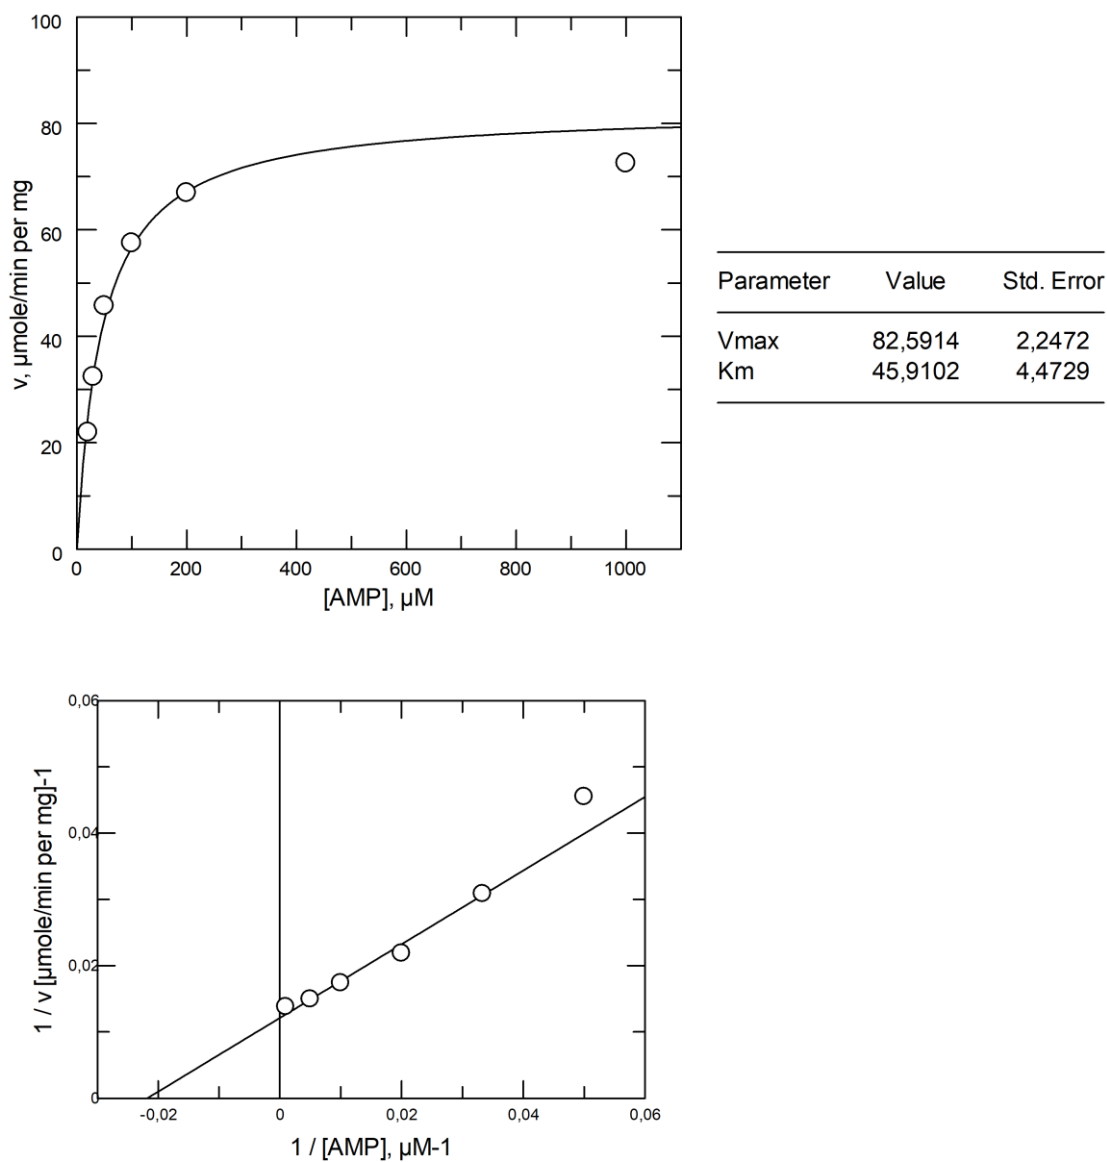 100
80
60
40
20
0
v, µmole/min per mg
0 200 400 600 800 1000
[AMP], µM
Parameter Value Std. Error
Vmax 82,5914 2,2472
Km 45,9102 4,4729
0,06
0,04
0,02
0
1 / v [µmole/min per mg]-1
-0,02 0 0,02 0,04 0,06
1 / [AMP], µM-1